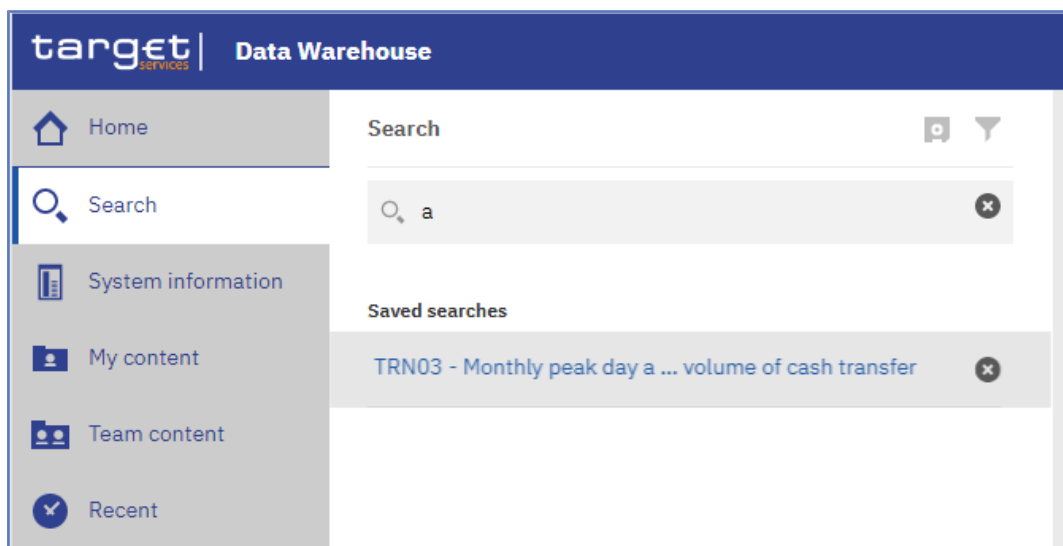 target| Data Warehouse
services
Home
Search
System information
My content
Team content
Recent
Search
a
Saved searches
TRN03 - Monthly peak day a ... volume of cash transfer